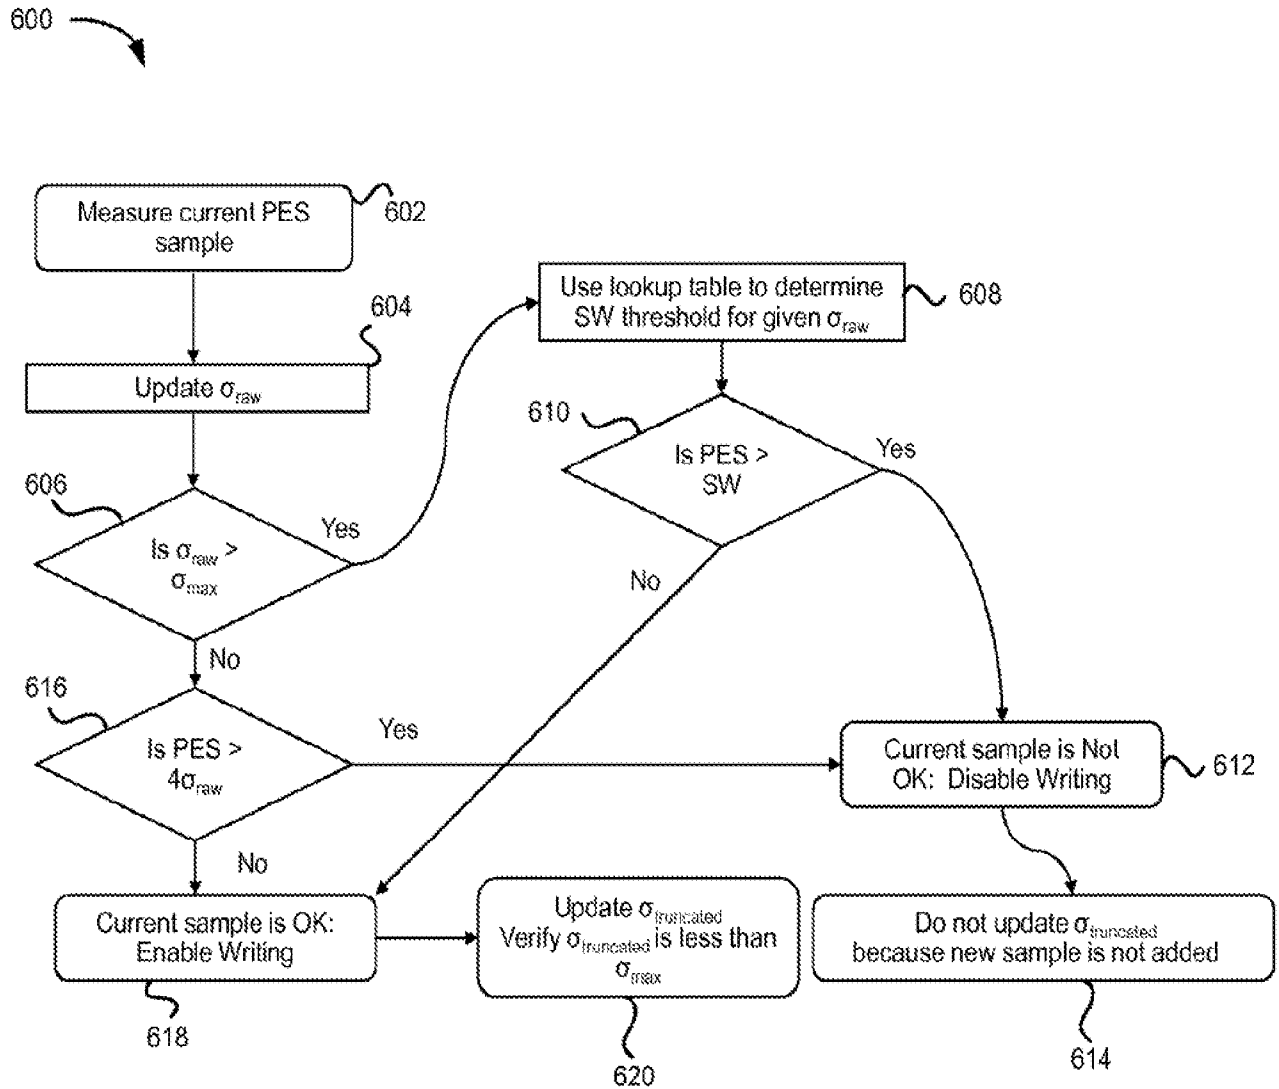 600
Measure current PES
sample
602
604
Update σraw
606
Is σraw >
σmax
Yes
No
Use lookup table to determine
SW threshold for given σraw
608
610
Is PES >
SW
Yes
No
616
Is PES >
4σraw
Yes
No
Current sample is Not
OK: Disable Writing
612
Current sample is OK:
Enable Writing
618
Update σtruncated
Verify σtruncated is less than
σmax
620
Do not update σtruncated
because new sample is not added
614